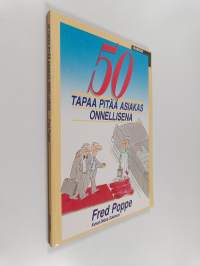 50
TAPAA PITÄÄ ASIAKAS
ONNELLISENA
Fred Poppe